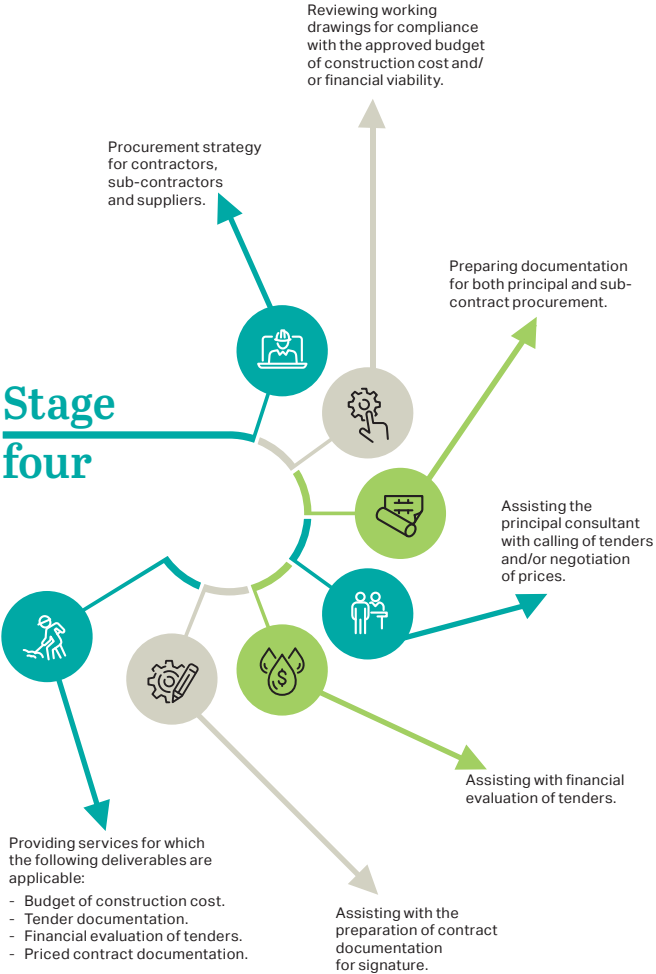 Reviewing working
drawings for compliance
with the approved budget
of construction cost and/
or financial viability.
Procurement strategy
for contractors,
sub-contractors
and suppliers.
Preparing documentation
for both principal and sub-
contract procurement.
Stage
four
Assisting the
principal consultant
with calling of tenders
and/or negotiation
of prices.
$
Assisting with financial
evaluation of tenders.
Providing services for which
the following deliverables are
applicable:
- Budget of construction cost.
- Tender documentation.
- Financial evaluation of tenders.
- Priced contract documentation.
Assisting with the
preparation of contract
documentation
for signature.